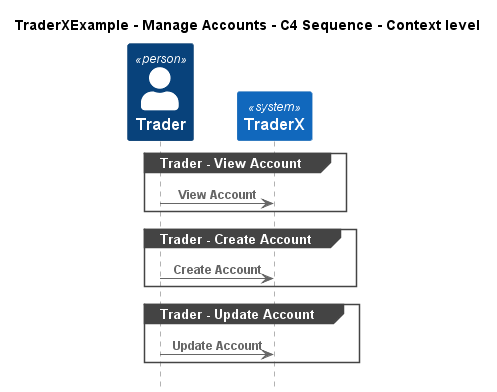 TraderXExample - Manage Accounts - C4 Sequence - Context level
«person»
Trader
«system»
TraderX
Trader - View Account
View Account
Trader - Create Account
Create Account
Trader - Update Account
Update Account